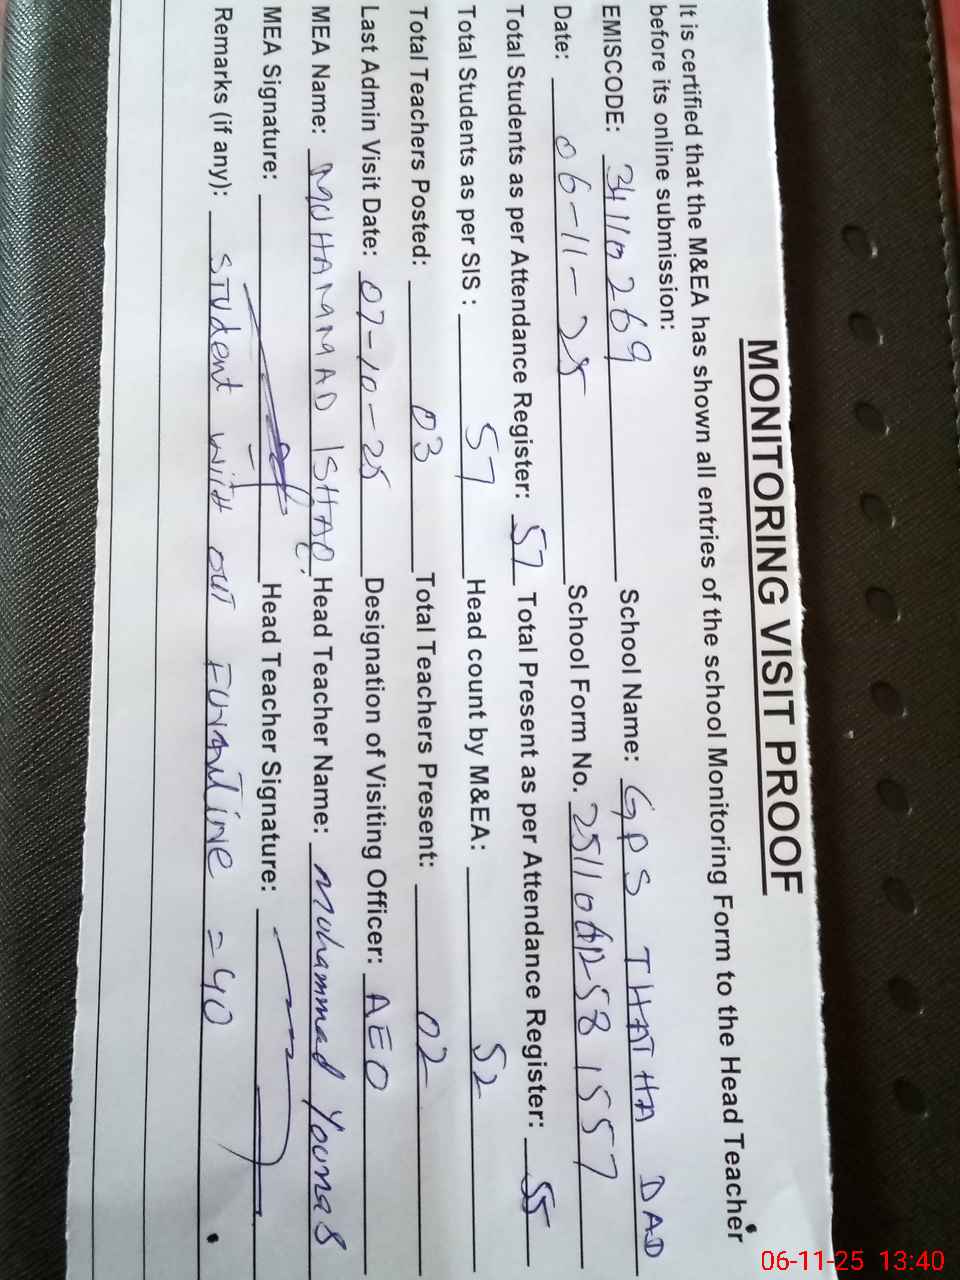 MONITORING VISIT PROOF
It is certified that the M&EA has shown all entries of the school Monitoring Form to the Head Teacher
before its online submission:
EMISCODE: 34110269 School Name: GPS THATHA DAD
Date: 06-11-25 School Form No. 25110 58 1557
Total Students as per Attendance Register: 57 Total Present as per Attendance Register: 55
Total Students as per SIS : 57 Head count by M&EA: 52
Total Teachers Posted: 03 Total Teachers Present: 02
Last Admin Visit Date: 07-10-25 Designation of Visiting Officer: AEO
MEA Name: MUHAMMAD ISHAQ. Head Teacher Name: Mohammad Younas
MEA Signature: Head Teacher Signature:
Remarks (if any): Student with out = 40
06-11-25 13:40